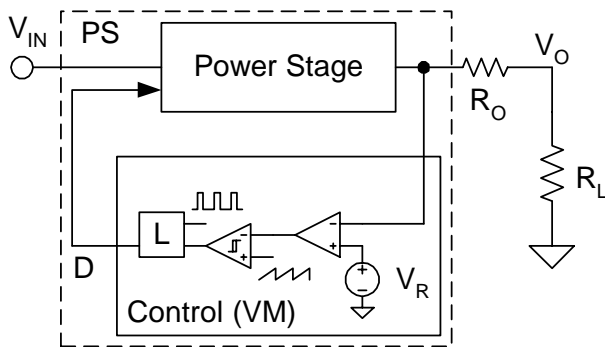 V_IN
PS
Power Stage
V_O
R_O
R_L
L
D
V_R
Control (VM)